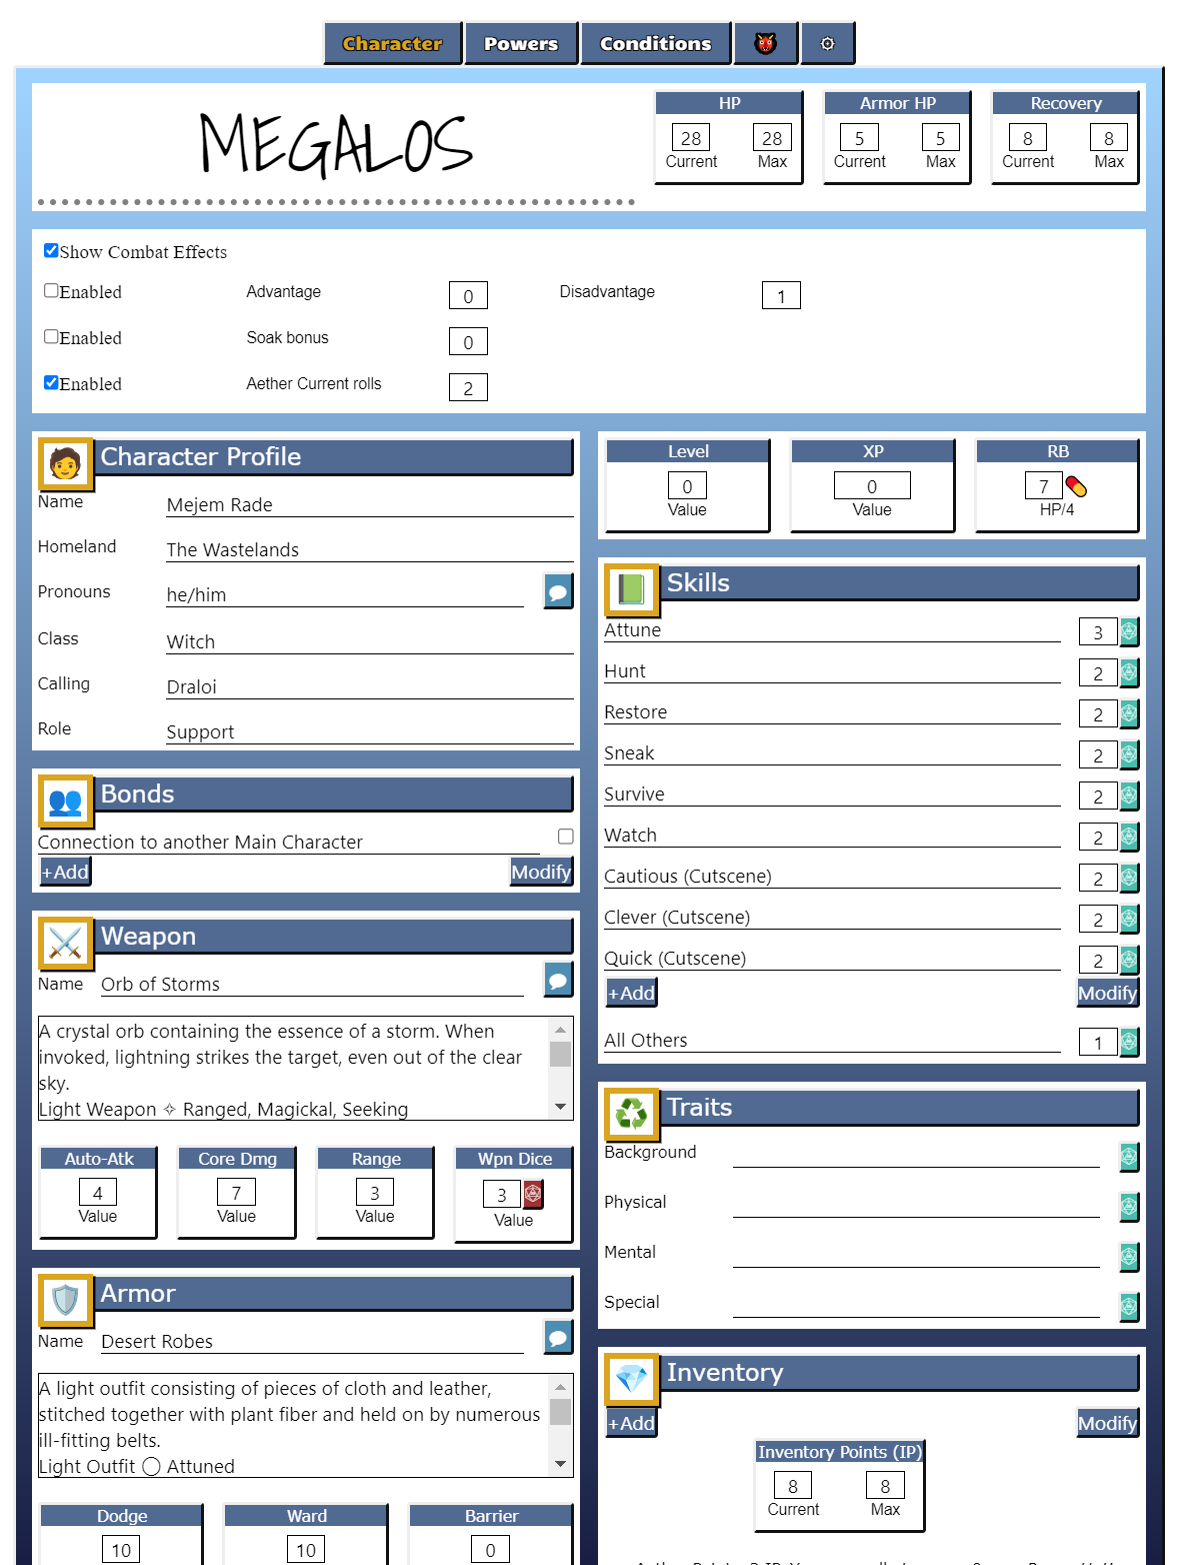 Character Powers Conditions
MEGALOS
HP Armor HP Recovery
28 28 5 5 8 8
Current Max Current Max Current Max
Show Combat Effects
Enabled Advantage 0 Disadvantage 1
Enabled Soak bonus 0
Enabled Aether Current rolls 2
Character Profile
Name Mejem Rade
Homeland The Wastelands
Pronouns he/him
Class Witch
Calling Draloi
Role Support
Bonds
Connection to another Main Character
+Add Modify
Weapon
Name Orb of Storms
A crystal orb containing the essence of a storm. When
invoked, lightning strikes the target, even out of the clear
sky.
Light Weapon ✧ Ranged, Magickal, Seeking
Auto-Atk Core Dmg Range Wpn Dice
4 7 3 3
Value Value Value Value
Armor
Name Desert Robes
A light outfit consisting of pieces of cloth and leather,
stitched together with plant fiber and held on by numerous
ill-fitting belts.
Light Outfit ◯ Attuned
Dodge Ward Barrier
10 10 0
Level XP RB
0 0 7
Value Value HP/4
Skills
Attune 3
Hunt 2
Restore 2
Sneak 2
Survive 2
Watch 2
Cautious (Cutscene) 2
Clever (Cutscene) 2
Quick (Cutscene) 2
+Add Modify
All Others 1
Traits
Background
Physical
Mental
Special
Inventory
+Add Modify
Inventory Points (IP)
8 8
Current Max